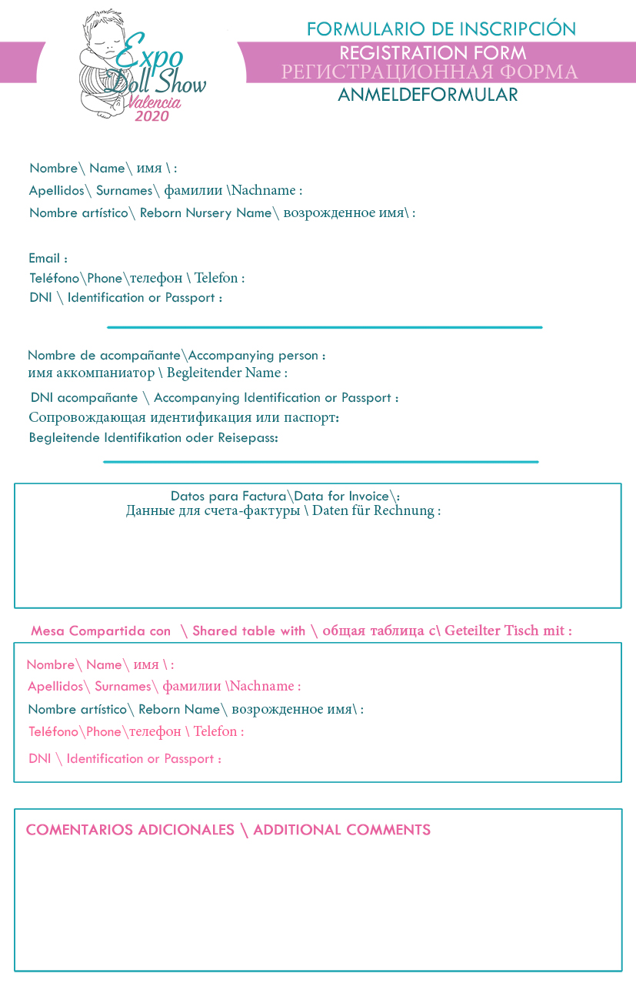 Expo
Doll Show
Valencia
2020
FORMULARIO DE INSCRIPCIÓN
REGISTRATION FORM
РЕГИСТРАЦИОННАЯ ФОРМА
ANMELDEFORMULAR
Nombre\ Name\ имя \ :
Apellidos\ Surnames\ фамилии \Nachname :
Nombre artístico\ Reborn Nursery Name\ возрожденное имя\ :
Email :
Teléfono\Phone\телефон \ Telefon :
DNI \ Identification or Passport :
Nombre de acompañante\Accompanying person :
имя аккомпаниатор \ Begleitender Name :
DNI acompañante \ Accompanying Identification or Passport :
Сопровождающая идентификация или паспорт:
Begleitende Identifikation oder Reisepass:
Datos para Factura\Data for Invoice\:
Данные для счета-фактуры \ Daten für Rechnung :
Mesa Compartida con \ Shared table with \ общая таблица с\ Geteilter Tisch mit :
Nombre\ Name\ имя \ :
Apellidos\ Surnames\ фамилии \Nachname :
Nombre artístico\ Reborn Name\ возрожденное имя\ :
Teléfono\Phone\телефон \ Telefon :
DNI \ Identification or Passport :
COMENTARIOS ADICIONALES \ ADDITIONAL COMMENTS